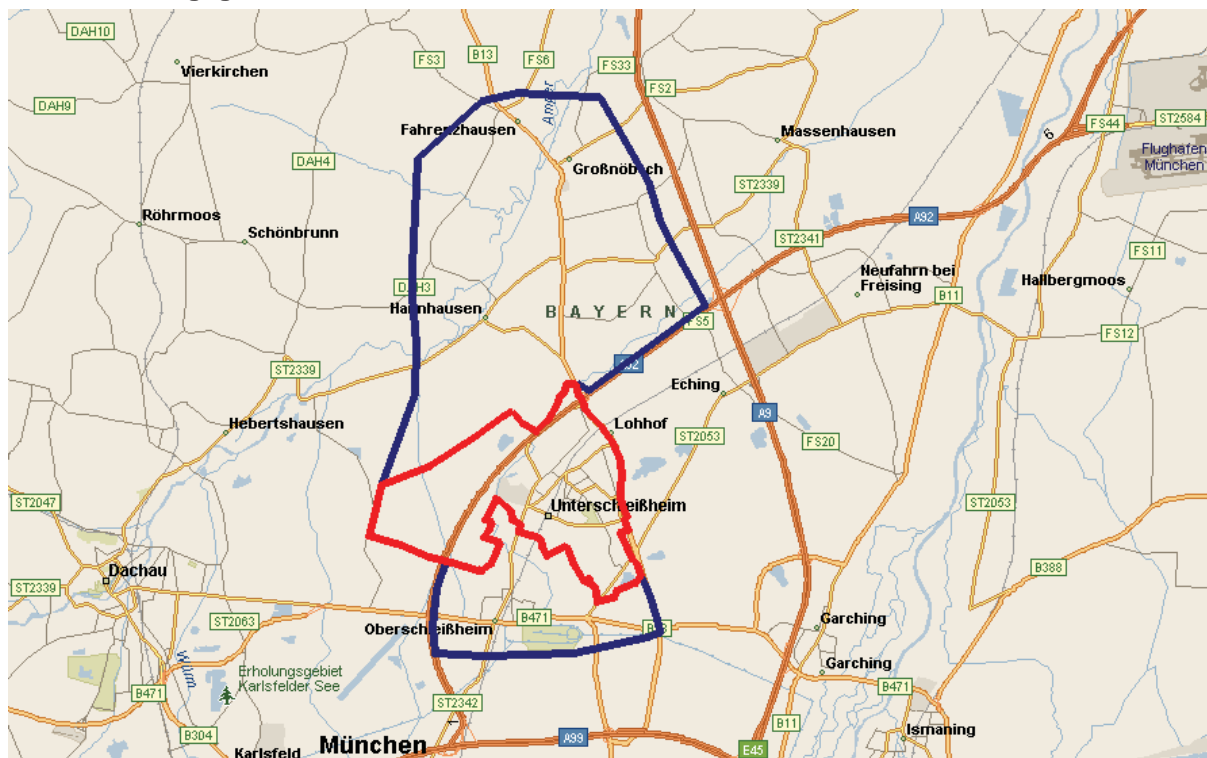 DAH10
B13
FS3
FS6
Vierkirchen
FS33
FS2
DAH9
Amper
Fahrenzhausen
Massenhausen
6
FS44
ST2584
Flughafen
München
DAH4
Großnöbach
ST2339
Röhrmoos
Schönbrunn
A92
ST2341
Neufahrn bei
Freising
FS11
Hallbergmoos
DAH3
B11
Haimhausen
BAYERN
FS5
FS12
ST2339
A92
Eching
A9
Hebertshausen
Lohhof
ST2053
FS20
ST2047
Unterschleißheim
ST2053
Dachau
B388
ST2339
ST2063
Oberschleißheim
B471
Garching
Würm
Erholungsgebiet
Karlsfelder See
Garching
B471
B471
ST2342
B304
B11
Ismaning
Karlsfeld
München
A99
E45